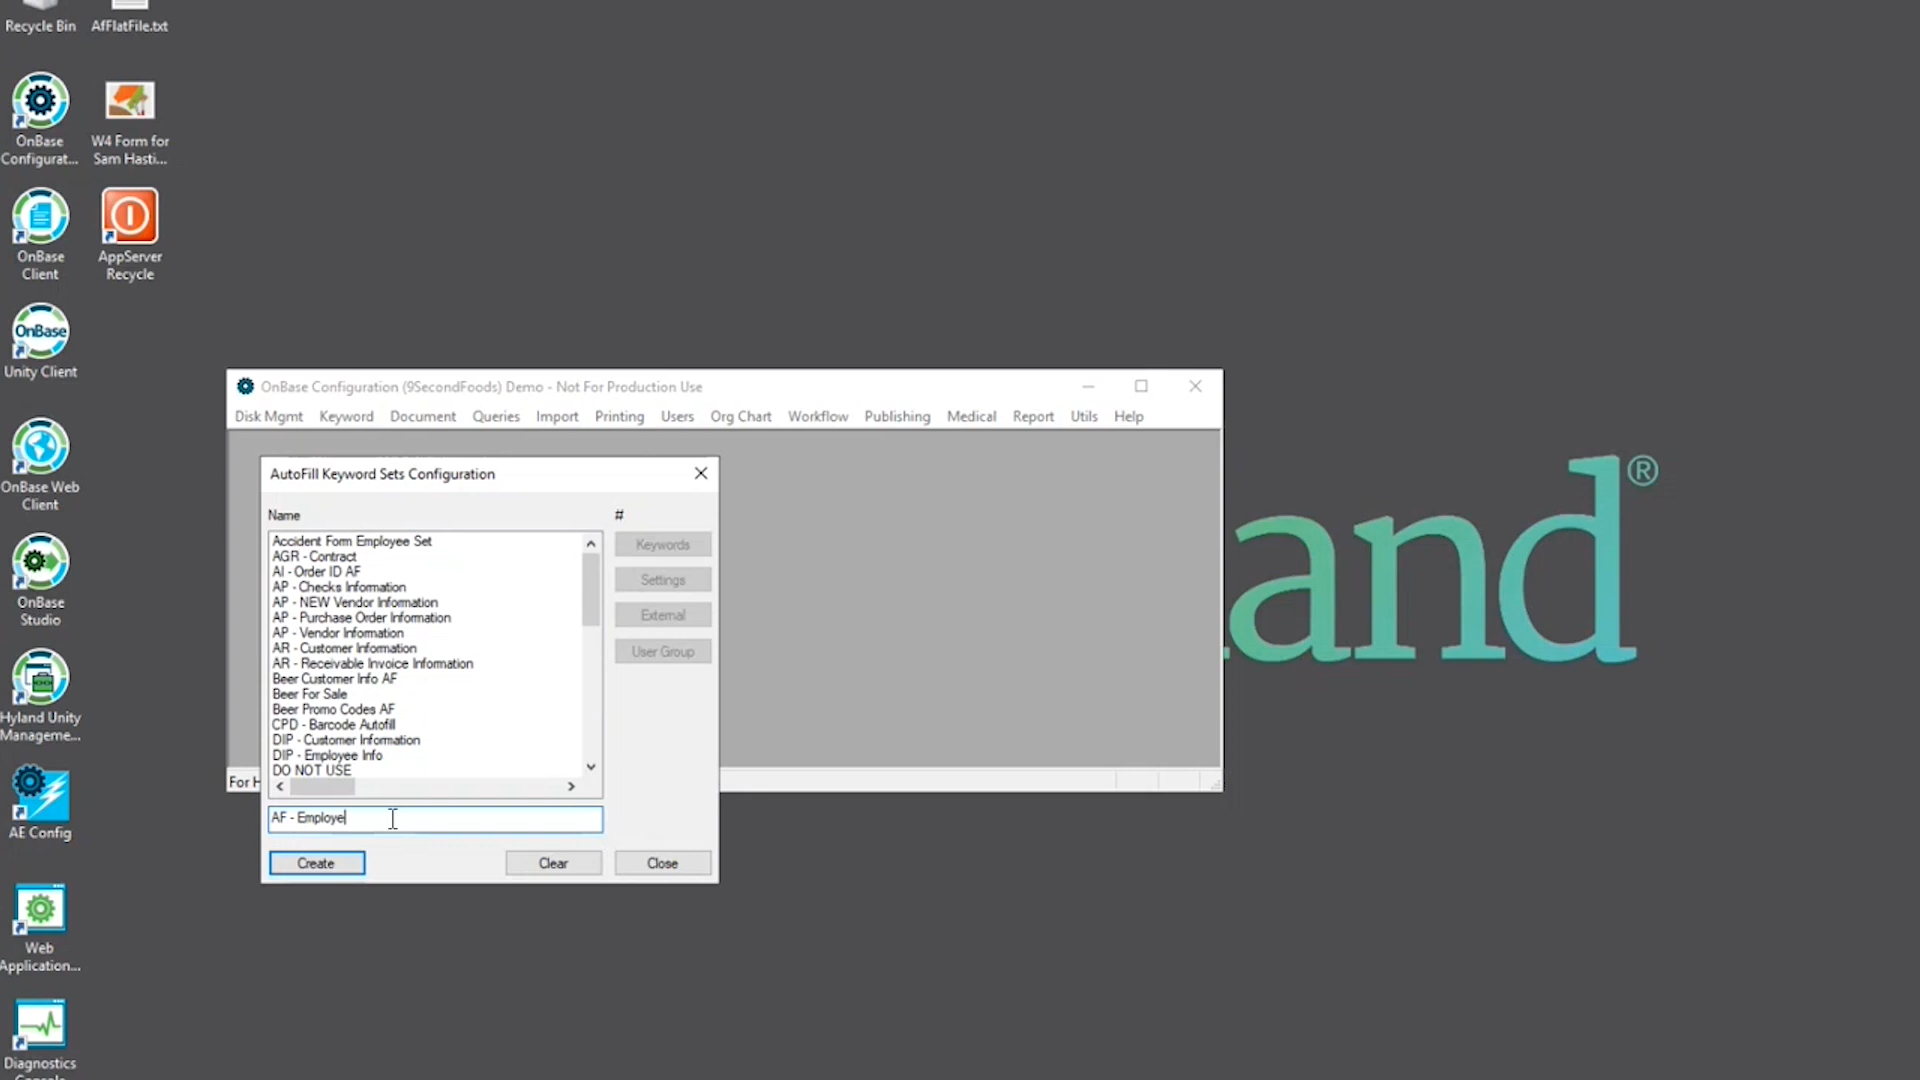 Recycle Bin
AfFlatFile.txt
OnBase
Configurat...
W4 Form for
Sam Hasti...
OnBase
Client
AppServer
Recycle
OnBase
Unity Client
OnBase Web
Client
OnBase
Studio
Hyland Unity
Manageme...
AE Config
Web
Application...
Diagnostics
OnBase Configuration (9SecondFoods) Demo - Not For Production Use
Disk Mgmt Keyword Document Queries Import Printing Users Org Chart Workflow Publishing Medical Report Utils Help
AutoFill Keyword Sets Configuration
Name #
Accident Form Employee Set
AGR - Contract
AI - Order ID AF
AP - Checks Information
AP - NEW Vendor Information
AP - Purchase Order Information
AP - Vendor Information
AR - Customer Information
AR - Receivable Invoice Information
Beer Customer Info AF
Beer For Sale
Beer Promo Codes AF
CPD - Barcode Autofill
DIP - Customer Information
DIP - Employee Info
DO NOT USE
Keywords
Settings
External
User Group
For H
AF - Employe
Create Clear Close
and®